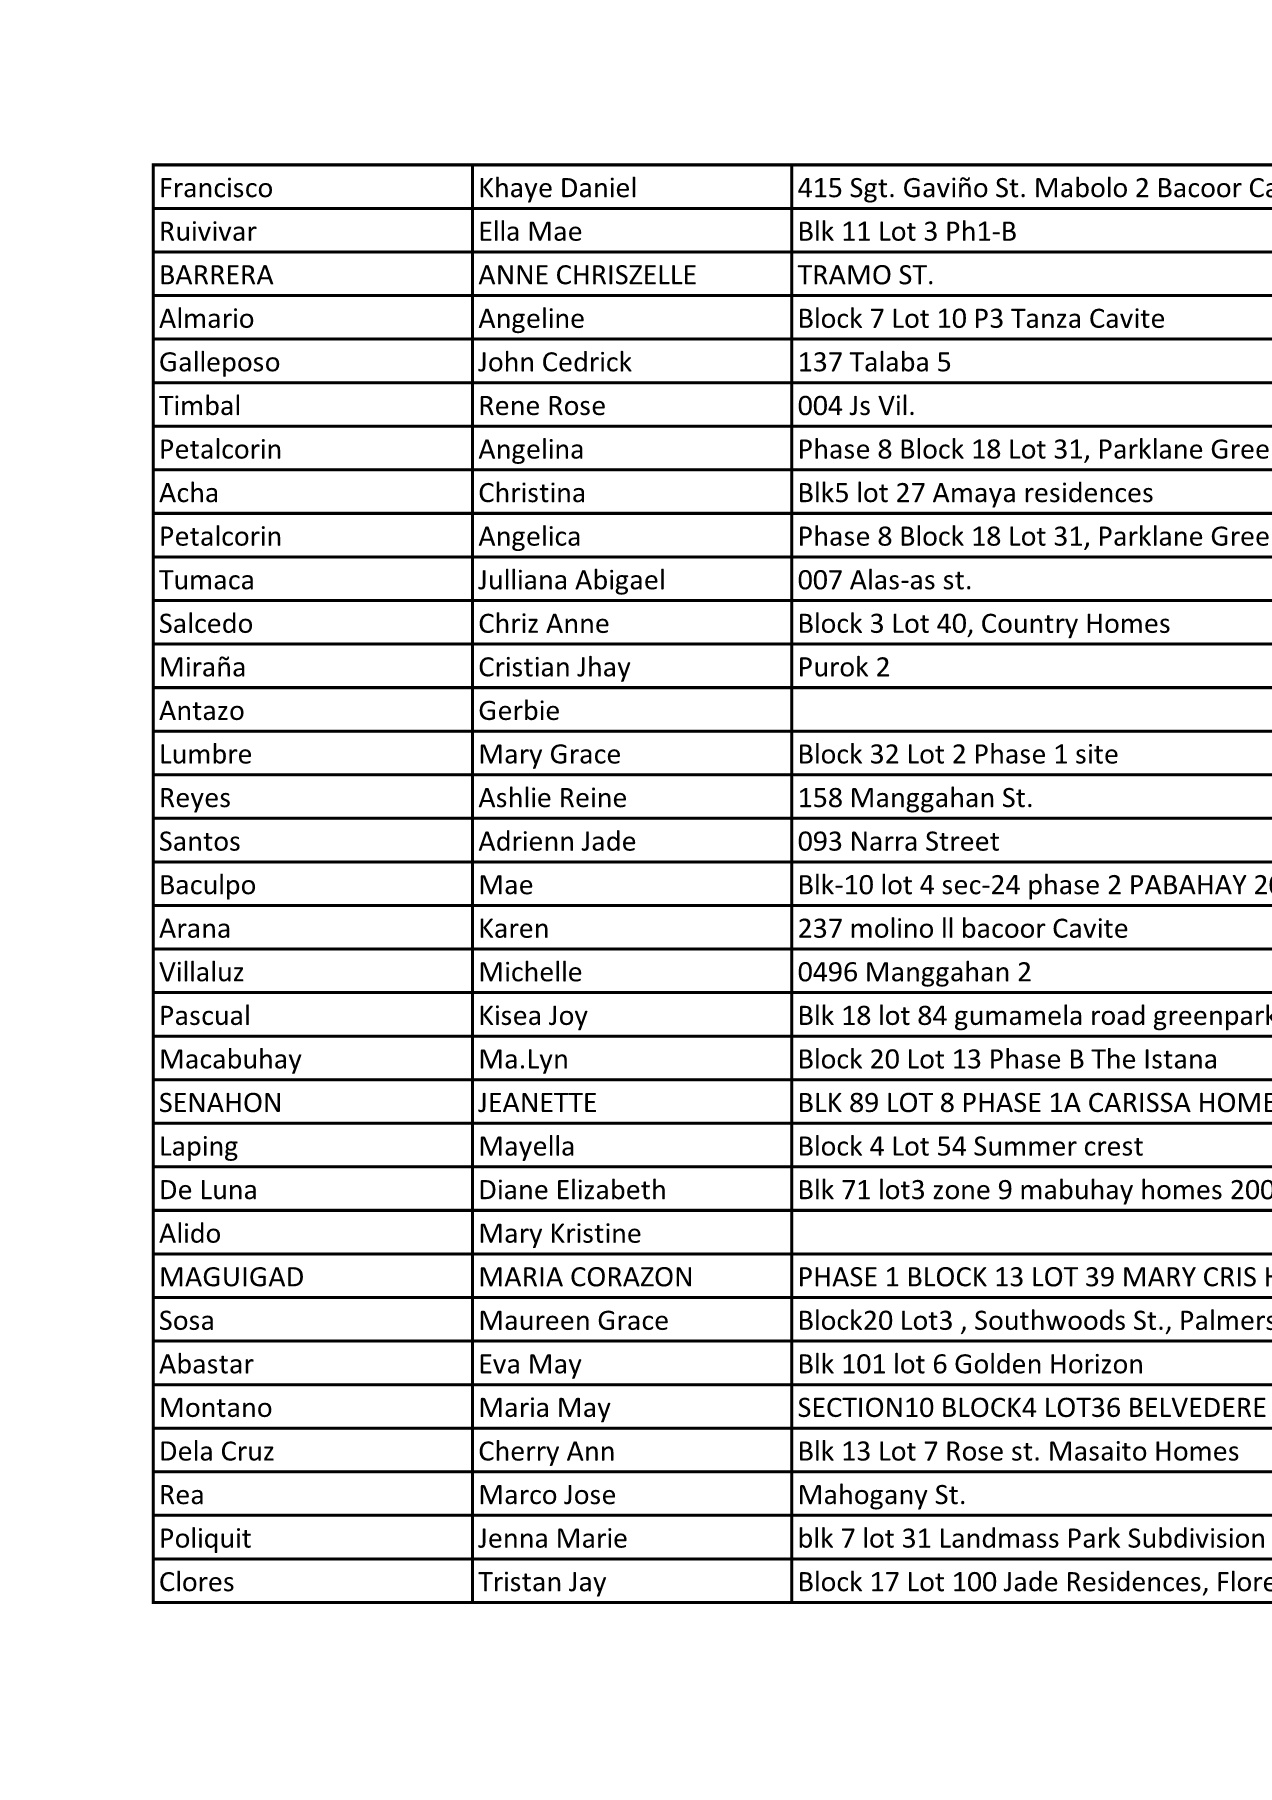 Francisco Khaye Daniel 415 Sgt. Gaviño St. Mabolo 2 Bacoor
Ruivivar Ella Mae Blk 11 Lot 3 Ph1-B
BARRERA ANNE CHRISZELLE TRAMO ST.
Almario Angeline Block 7 Lot 10 P3 Tanza Cavite
Galleposo John Cedrick 137 Talaba 5
Timbal Rene Rose 004 Js Vil.
Petalcorin Angelina Phase 8 Block 18 Lot 31, Parklane Gree
Acha Christina Blk5 lot 27 Amaya residences
Petalcorin Angelica Phase 8 Block 18 Lot 31, Parklane Gree
Tumaca Julliana Abigael 007 Alas-as st.
Salcedo Chriz Anne Block 3 Lot 40, Country Homes
Miraña Cristian Jhay Purok 2
Antazo Gerbie
Lumbre Mary Grace Block 32 Lot 2 Phase 1 site
Reyes Ashlie Reine 158 Manggahan St.
Santos Adrienn Jade 093 Narra Street
Baculpo Mae Blk-10 lot 4 sec-24 phase 2 PABAHAY
Arana Karen 237 molino ll bacoor Cavite
Villaluz Michelle 0496 Manggahan 2
Pascual Kisea Joy Blk 18 lot 84 gumamela road greenpark
Macabuhay Ma.Lyn Block 20 Lot 13 Phase B The Istana
SENAHON JEANETTE BLK 89 LOT 8 PHASE 1A CARISSA HOME
Laping Mayella Block 4 Lot 54 Summer crest
De Luna Diane Elizabeth Blk 71 lot3 zone 9 mabuhay homes 200
Alido Mary Kristine
MAGUIGAD MARIA CORAZON PHASE 1 BLOCK 13 LOT 39 MARY CRIS
Sosa Maureen Grace Block20 Lot3 , Southwoods St., Palmers
Abastar Eva May Blk 101 lot 6 Golden Horizon
Montano Maria May SECTION10 BLOCK4 LOT36 BELVEDERE
Dela Cruz Cherry Ann Blk 13 Lot 7 Rose st. Masaito Homes
Rea Marco Jose Mahogany St.
Poliquit Jenna Marie blk 7 lot 31 Landmass Park Subdivision
Clores Tristan Jay Block 17 Lot 100 Jade Residences, Flore